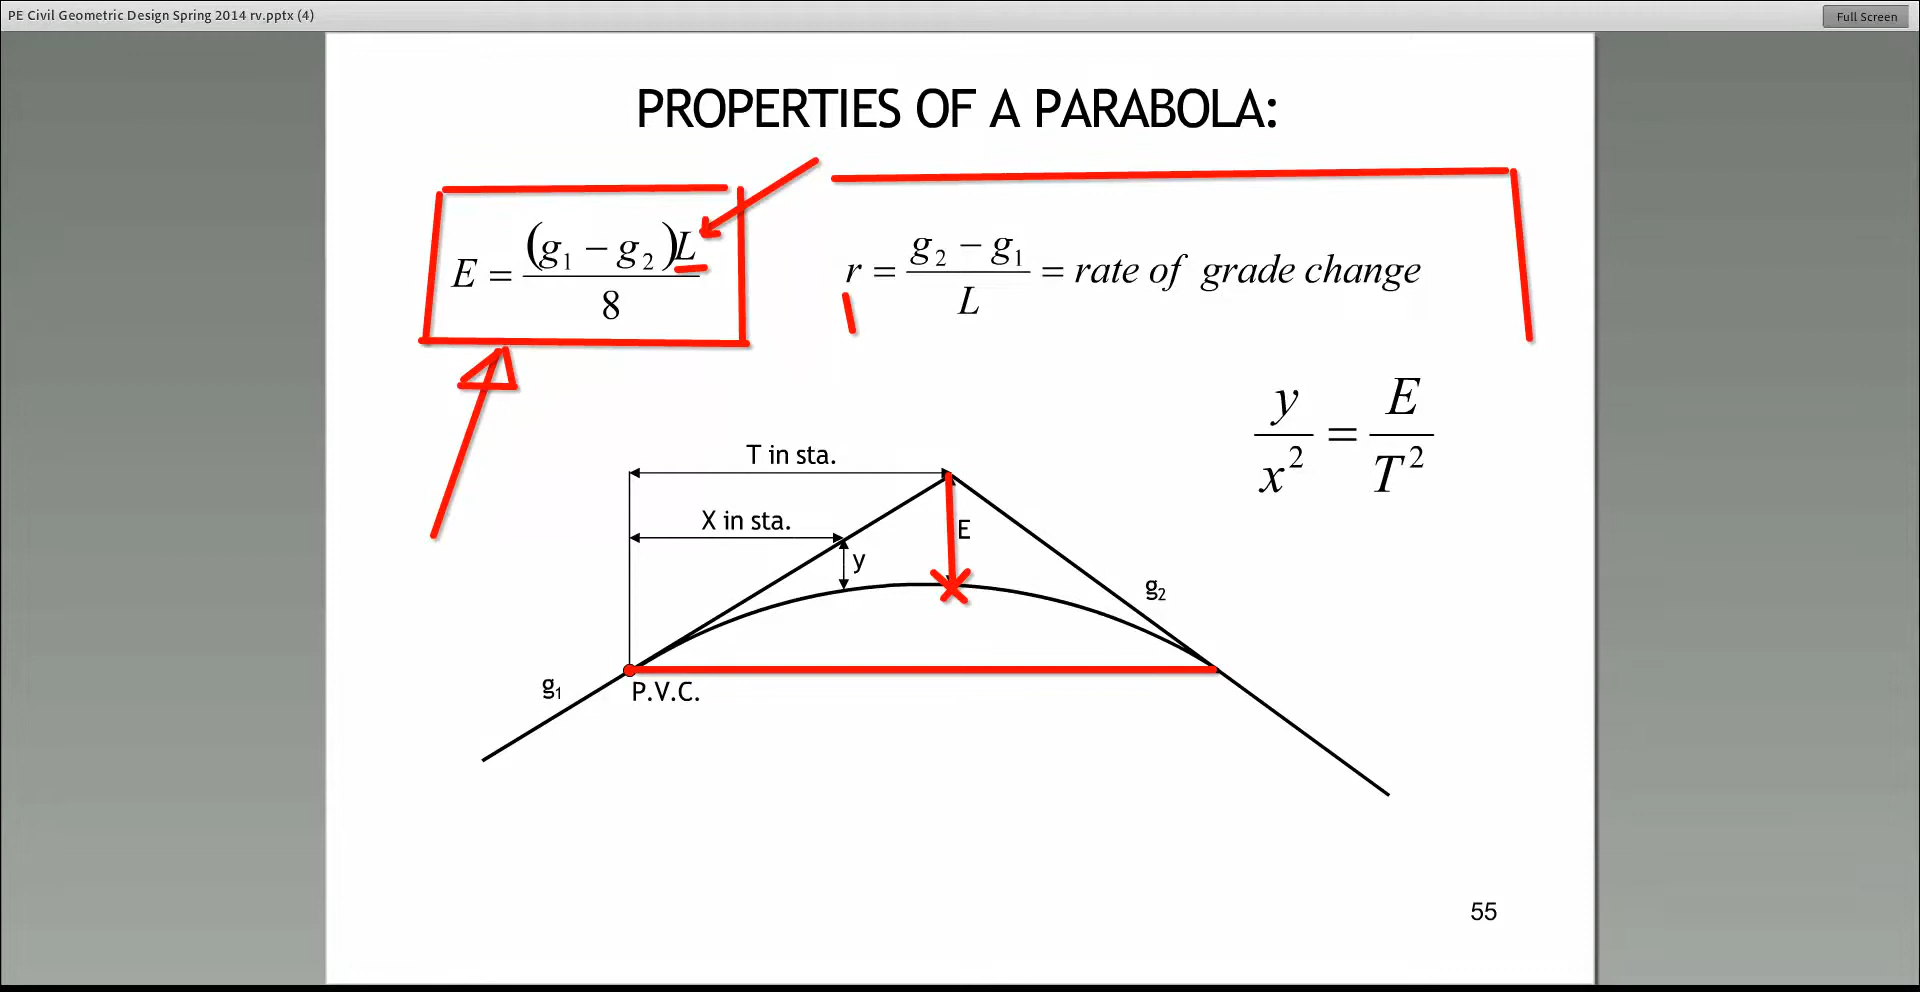 PE Civil Geometric Design Spring 2014 rv.pptx (4)
Full Screen
PROPERTIES OF A PARABOLA:
E = (g₁ − g₂)L / 8
r = g₂ − g₁ / L = rate of grade change
y / x² = E / T²
T in sta.
X in sta.
E
y
g₂
g₁
P.V.C.
55